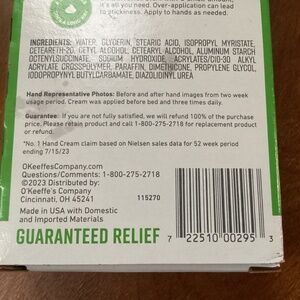 it's all you need. Over-application can lead
to stickiness. Apply to hands as needed.
INGREDIENTS: WATER, GLYCERIN, STEARIC ACID, ISOPROPYL MYRISTATE,
CETEARETH-20, CETYL ALCOHOL, CETEARYL ALCOHOL, ALUMINUM STARCH
OCTENYLSUCCINATE, SODIUM HYDROXIDE, ACRYLATES/C10-30 ALKYL
ACRYLATE CROSSPOLYMER, PARAFFIN, DIMETHICONE, PROPYLENE GLYCOL,
IODOPROPYNYL BUTYLCARBAMATE, DIAZOLIDINYL UREA
Hand Representative Photos: Before and after hand images from two week
usage period. Cream was applied before bed and three times daily.
Guarantee: If you are not fully satisfied, we will refund 100% of the purchase
price. Please retain product and call 1-800-275-2718 for replacement product
or refund.
*No. 1 Hand Cream claim based on Nielsen sales data for 52 week period
ending 7/15/23
OKeeffesCompany.com
Questions/Comments: 1-800-275-2718
©2023 Distributed by:
O'Keeffe's Company
Cincinnati, OH 45241
115270
Made in USA with Domestic
and Imported Materials
GUARANTEED RELIEF
7 22510 00295 3